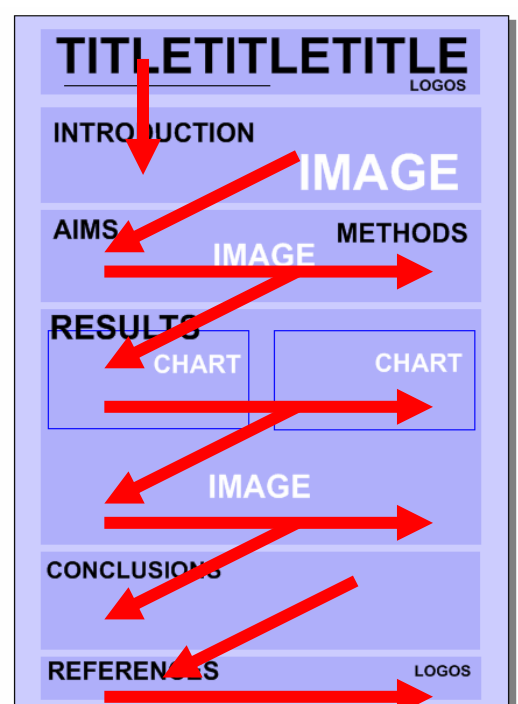 TITLETITLETITLE
LOGOS
INTRODUCTION
IMAGE
AIMS
IMAGE
METHODS
RESULTS
CHART
CHART
IMAGE
CONCLUSIONS
REFERENCES
LOGOS